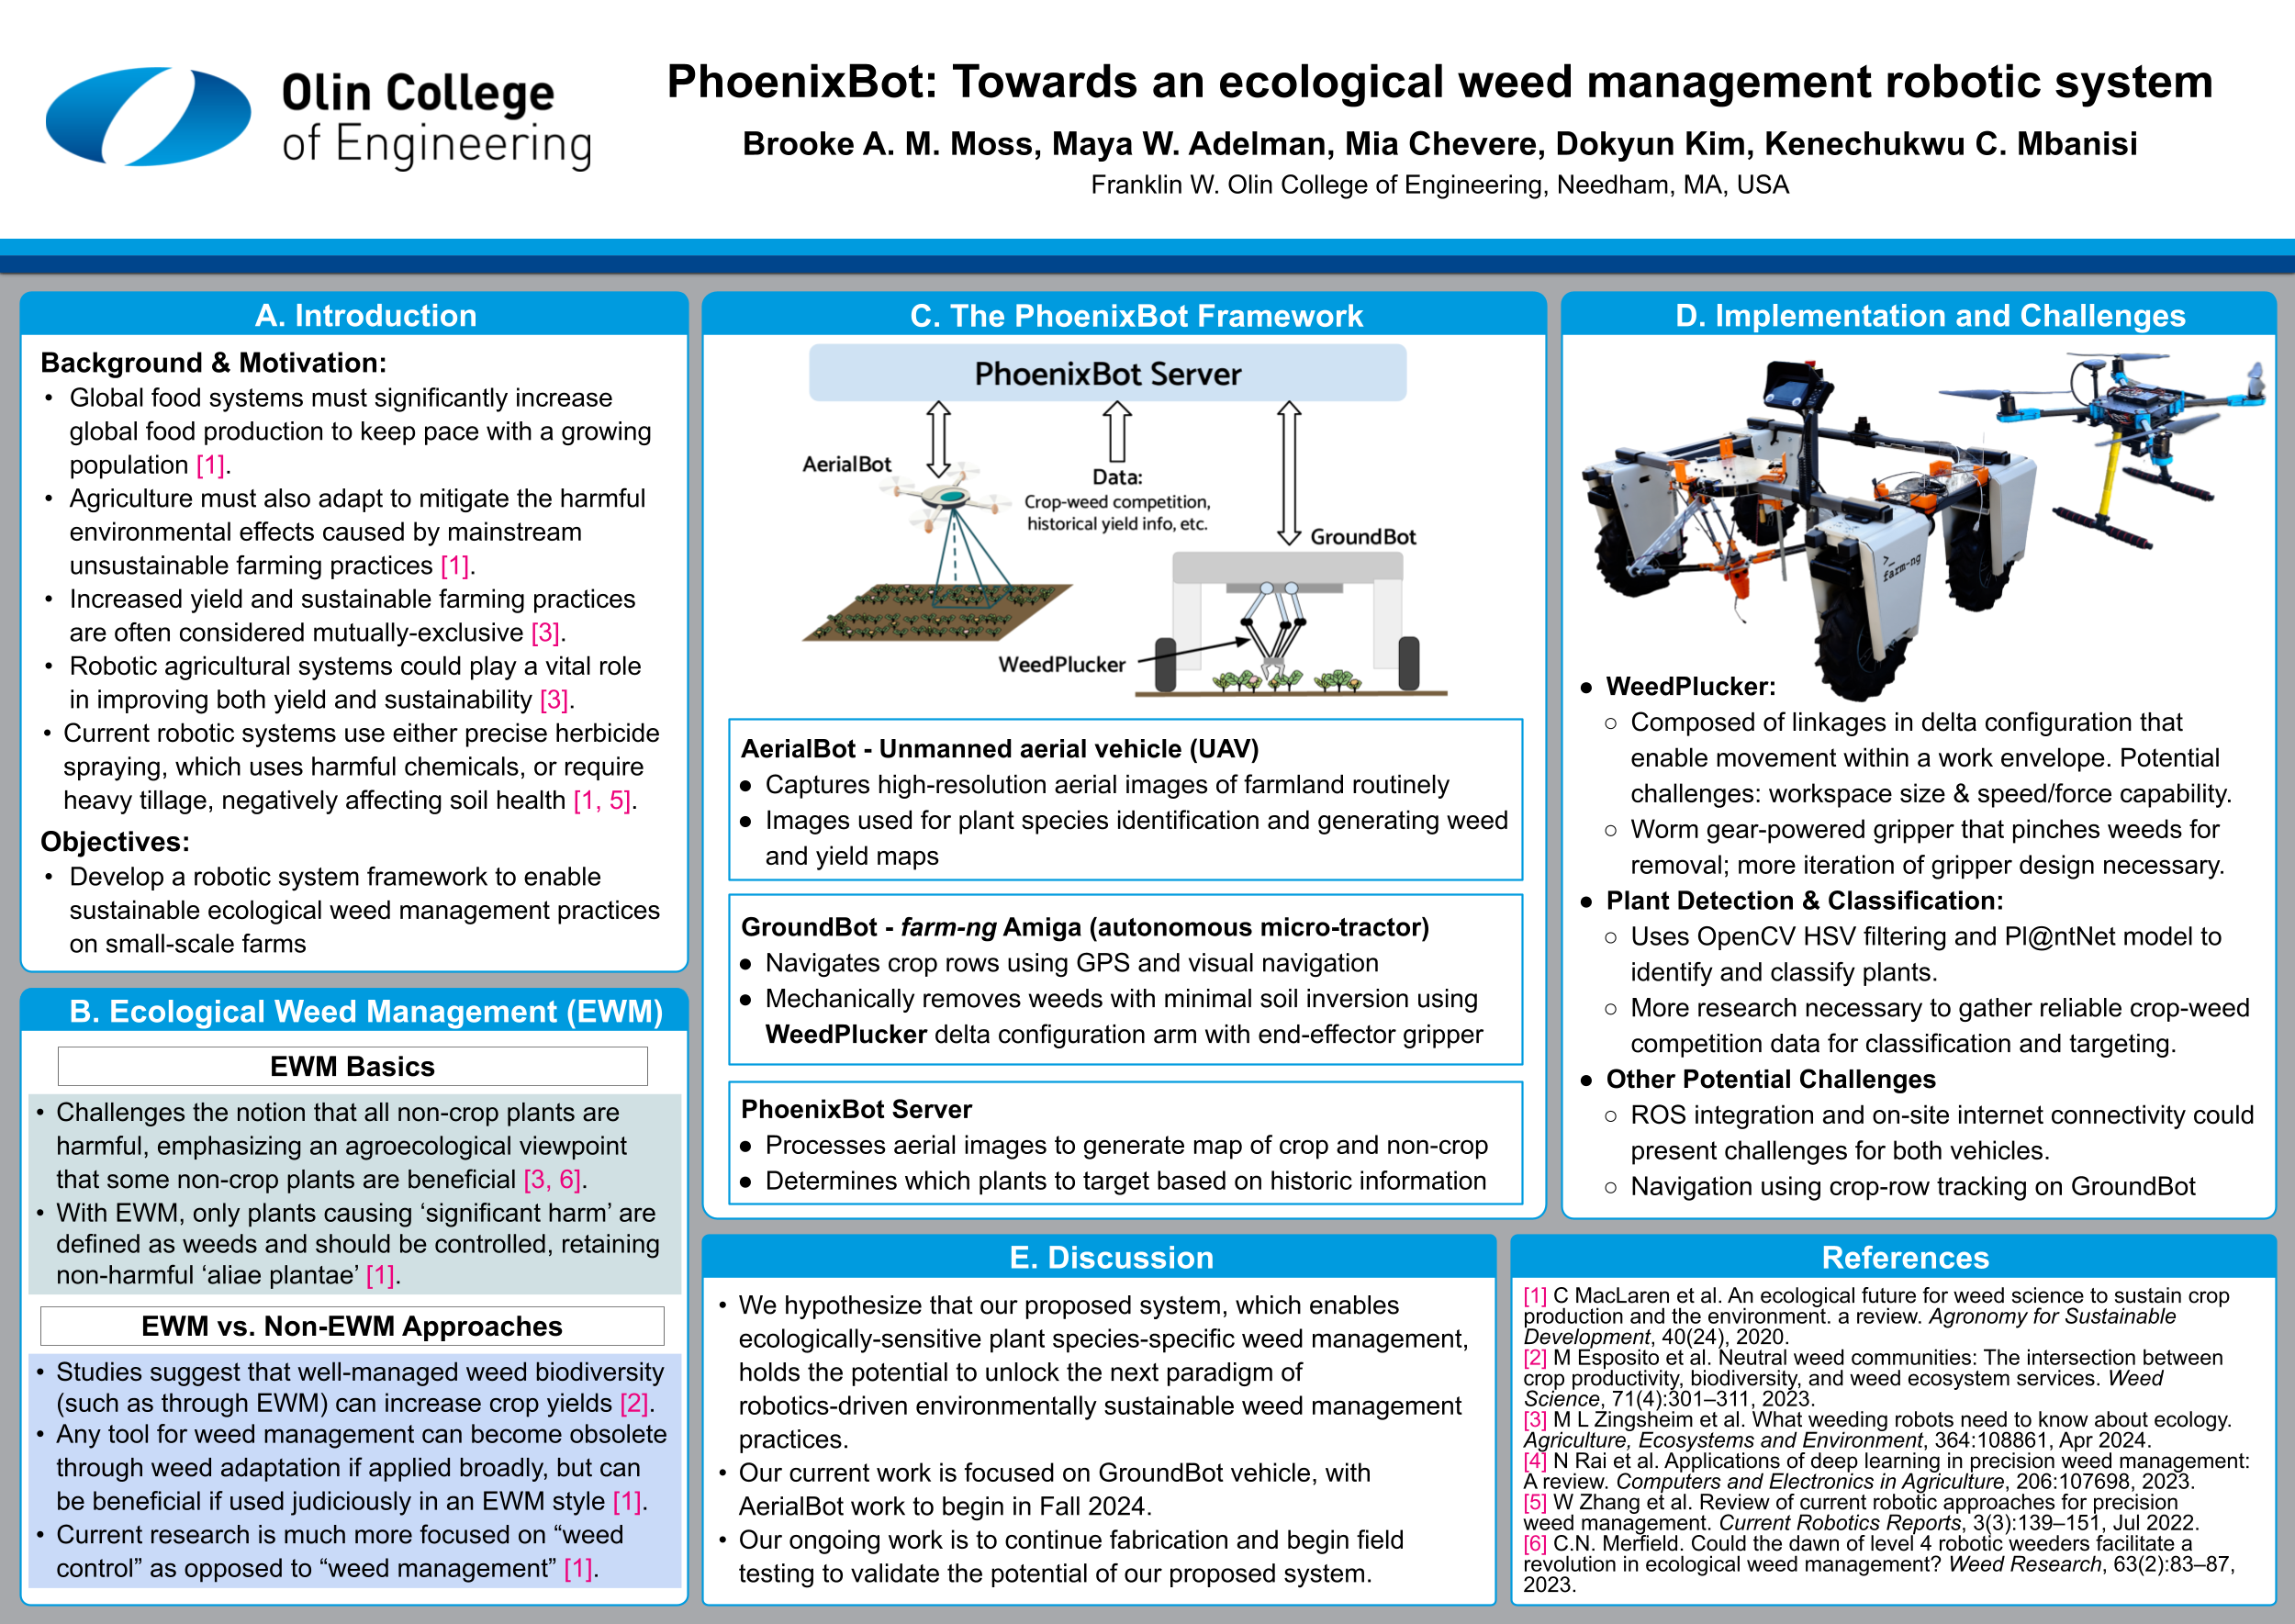 Olin College
of Engineering
PhoenixBot: Towards an ecological weed management robotic system
Brooke A. M. Moss, Maya W. Adelman, Mia Chevere, Dokyun Kim, Kenechukwu C. Mbanisi
Franklin W. Olin College of Engineering, Needham, MA, USA
A. Introduction
Background & Motivation:
• Global food systems must significantly increase
global food production to keep pace with a growing
population [1].
• Agriculture must also adapt to mitigate the harmful
environmental effects caused by mainstream
unsustainable farming practices [1].
• Increased yield and sustainable farming practices
are often considered mutually-exclusive [3].
• Robotic agricultural systems could play a vital role
in improving both yield and sustainability [3].
• Current robotic systems use either precise herbicide
spraying, which uses harmful chemicals, or require
heavy tillage, negatively affecting soil health [1, 5].
Objectives:
• Develop a robotic system framework to enable
sustainable ecological weed management practices
on small-scale farms
B. Ecological Weed Management (EWM)
EWM Basics
• Challenges the notion that all non-crop plants are
harmful, emphasizing an agroecological viewpoint
that some non-crop plants are beneficial [3, 6].
• With EWM, only plants causing ‘significant harm’ are
defined as weeds and should be controlled, retaining
non-harmful ‘aliae plantae’ [1].
EWM vs. Non-EWM Approaches
• Studies suggest that well-managed weed biodiversity
(such as through EWM) can increase crop yields [2].
• Any tool for weed management can become obsolete
through weed adaptation if applied broadly, but can
be beneficial if used judiciously in an EWM style [1].
• Current research is much more focused on “weed
control” as opposed to “weed management” [1].
C. The PhoenixBot Framework
PhoenixBot Server
AerialBot
Data:
Crop-weed competition,
historical yield info, etc.
GroundBot
WeedPlucker
AerialBot - Unmanned aerial vehicle (UAV)
● Captures high-resolution aerial images of farmland routinely
● Images used for plant species identification and generating weed
and yield maps
GroundBot - farm-ng Amiga (autonomous micro-tractor)
● Navigates crop rows using GPS and visual navigation
● Mechanically removes weeds with minimal soil inversion using
WeedPlucker delta configuration arm with end-effector gripper
PhoenixBot Server
● Processes aerial images to generate map of crop and non-crop
● Determines which plants to target based on historic information
D. Implementation and Challenges
>_
farm-ng
● WeedPlucker:
○ Composed of linkages in delta configuration that
enable movement within a work envelope. Potential
challenges: workspace size & speed/force capability.
○ Worm gear-powered gripper that pinches weeds for
removal; more iteration of gripper design necessary.
● Plant Detection & Classification:
○ Uses OpenCV HSV filtering and Pl@ntNet model to
identify and classify plants.
○ More research necessary to gather reliable crop-weed
competition data for classification and targeting.
● Other Potential Challenges
○ ROS integration and on-site internet connectivity could
present challenges for both vehicles.
○ Navigation using crop-row tracking on GroundBot
E. Discussion
• We hypothesize that our proposed system, which enables
ecologically-sensitive plant species-specific weed management,
holds the potential to unlock the next paradigm of
robotics-driven environmentally sustainable weed management
practices.
• Our current work is focused on GroundBot vehicle, with
AerialBot work to begin in Fall 2024.
• Our ongoing work is to continue fabrication and begin field
testing to validate the potential of our proposed system.
References
[1] C MacLaren et al. An ecological future for weed science to sustain crop
production and the environment. a review. Agronomy for Sustainable
Development, 40(24), 2020.
[2] M Esposito et al. Neutral weed communities: The intersection between
crop productivity, biodiversity, and weed ecosystem services. Weed
Science, 71(4):301–311, 2023.
[3] M L Zingsheim et al. What weeding robots need to know about ecology.
Agriculture, Ecosystems and Environment, 364:108861, Apr 2024.
[4] N Rai et al. Applications of deep learning in precision weed management:
A review. Computers and Electronics in Agriculture, 206:107698, 2023.
[5] W Zhang et al. Review of current robotic approaches for precision
weed management. Current Robotics Reports, 3(3):139–151, Jul 2022.
[6] C.N. Merfield. Could the dawn of level 4 robotic weeders facilitate a
revolution in ecological weed management? Weed Research, 63(2):83–87,
2023.